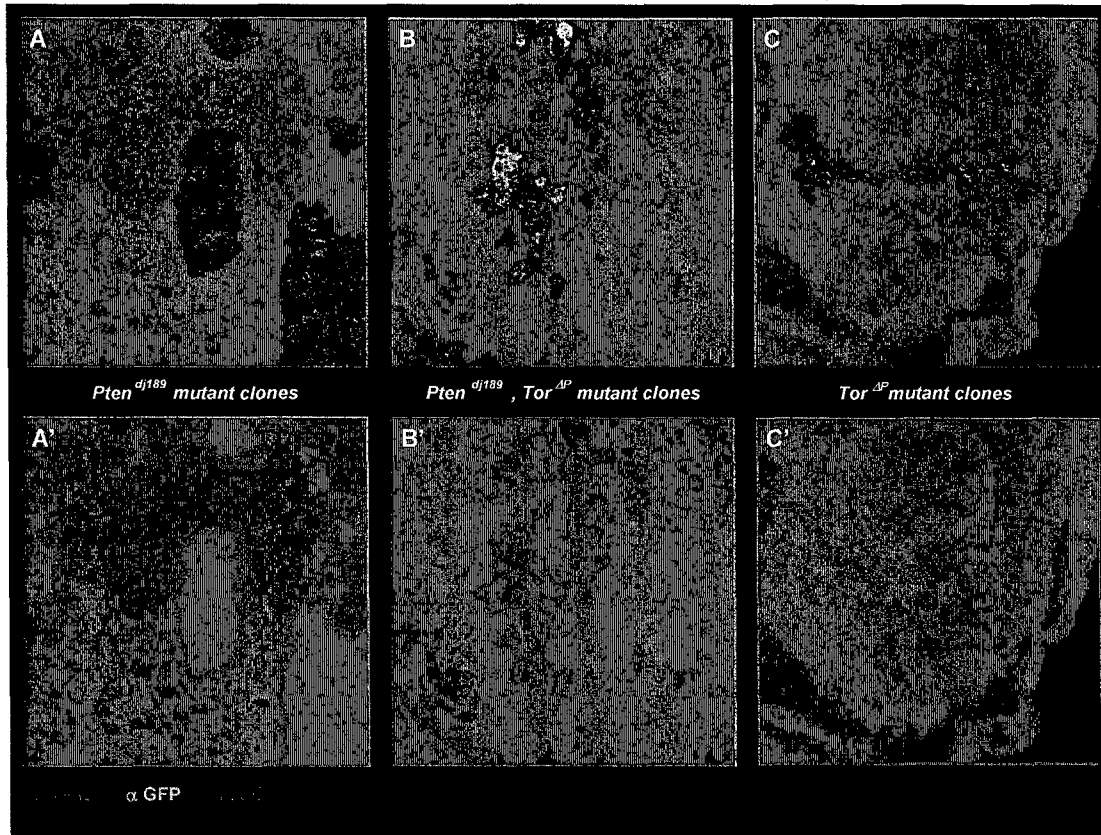 A
B
C
Pten dj189 mutant clones
Pten dj189 , Tor ΔP mutant clones
Tor ΔP mutant clones
A'
B'
C'
α GFP